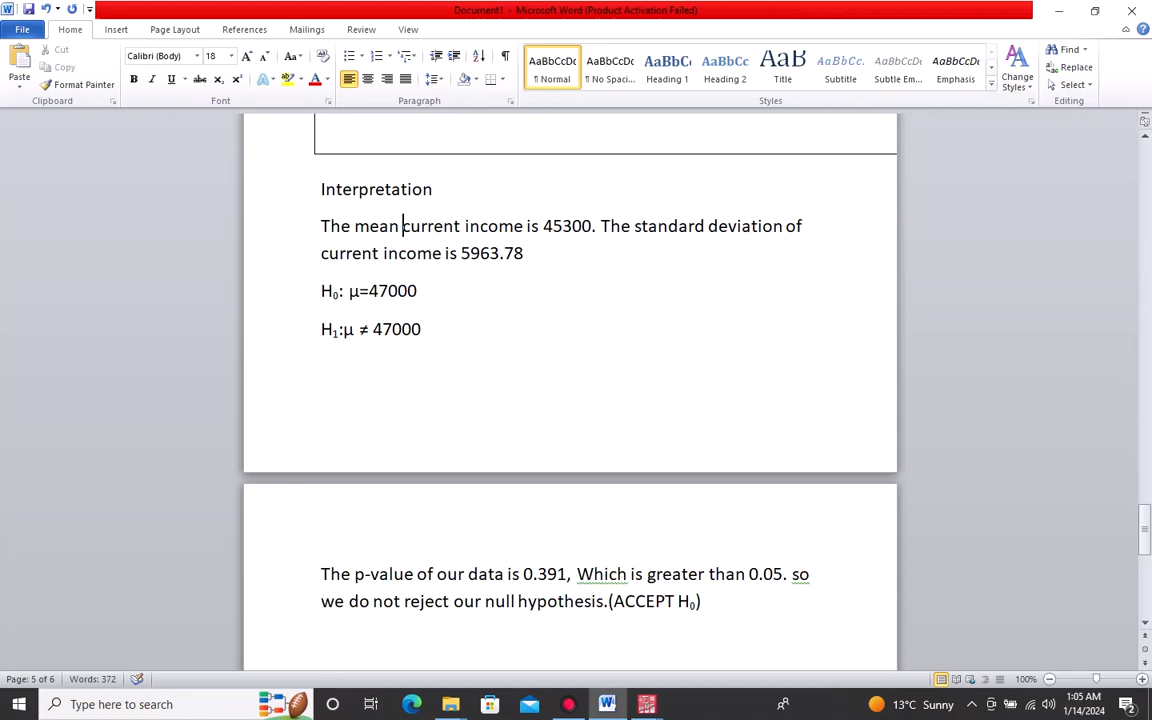 Document1 - Microsoft Word (Product Activation Failed)
File Home Insert Page Layout References Mailings Review View
Cut
Copy
Format Painter
Paste
Clipboard
Calibri (Body) 18
Font
Paragraph
AaBbCcDc AaBbCcDc AaBbCc AaBbCc AaB AaBbCc. AaBbCcDc AaBbCcDc
¶ Normal ¶ No Spaci... Heading 1 Heading 2 Title Subtitle Subtle Em... Emphasis
Styles
Change Styles
Find
Replace
Select
Editing
Interpretation
The mean current income is 45300. The standard deviation of
current income is 5963.78
H₀: µ=47000
H₁:µ ≠ 47000
The p-value of our data is 0.391, Which is greater than 0.05. so
we do not reject our null hypothesis.(ACCEPT H₀)
Page: 5 of 6 Words: 372 100%
Type here to search 13°C Sunny 1:05 AM
1/14/2024